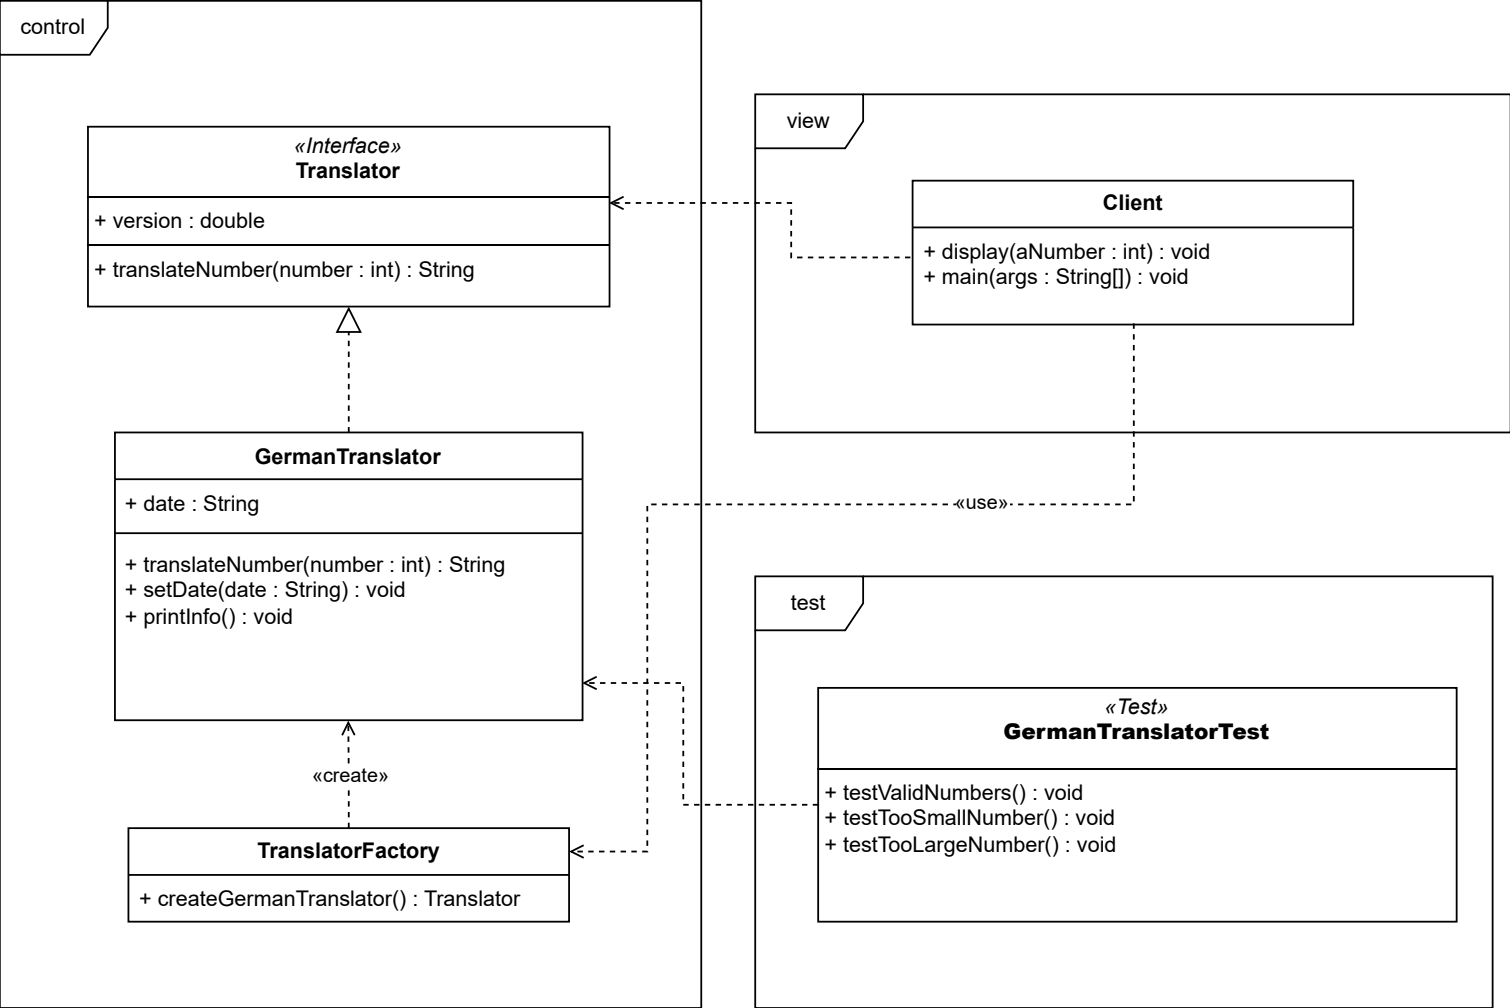 control
«Interface»
Translator
+ version : double
+ translateNumber(number : int) : String
GermanTranslator
+ date : String
+ translateNumber(number : int) : String
+ setDate(date : String) : void
+ printInfo() : void
«create»
TranslatorFactory
+ createGermanTranslator() : Translator
view
Client
+ display(aNumber : int) : void
+ main(args : String[]) : void
«use»
test
«Test»
GermanTranslatorTest
+ testValidNumbers() : void
+ testTooSmallNumber() : void
+ testTooLargeNumber() : void